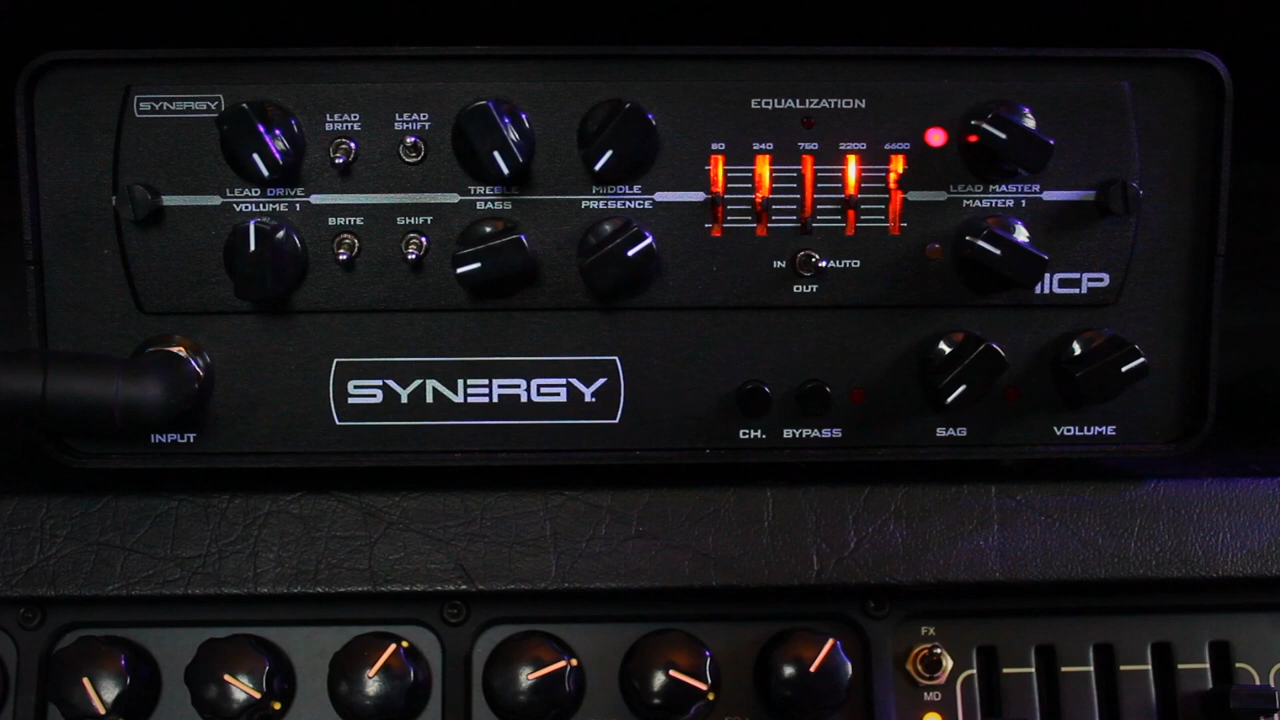 SYNERGY
LEAD BRITE
LEAD SHIFT
EQUALIZATION
80 240 750 2200 6600
LEAD DRIVE
VOLUME 1
TREBLE
BASS
MIDDLE
PRESENCE
LEAD MASTER
MASTER 1
BRITE
SHIFT
IN
AUTO
OUT
IICP
SYNERGY
INPUT
CH.
BYPASS
SAG
VOLUME
FX
MD